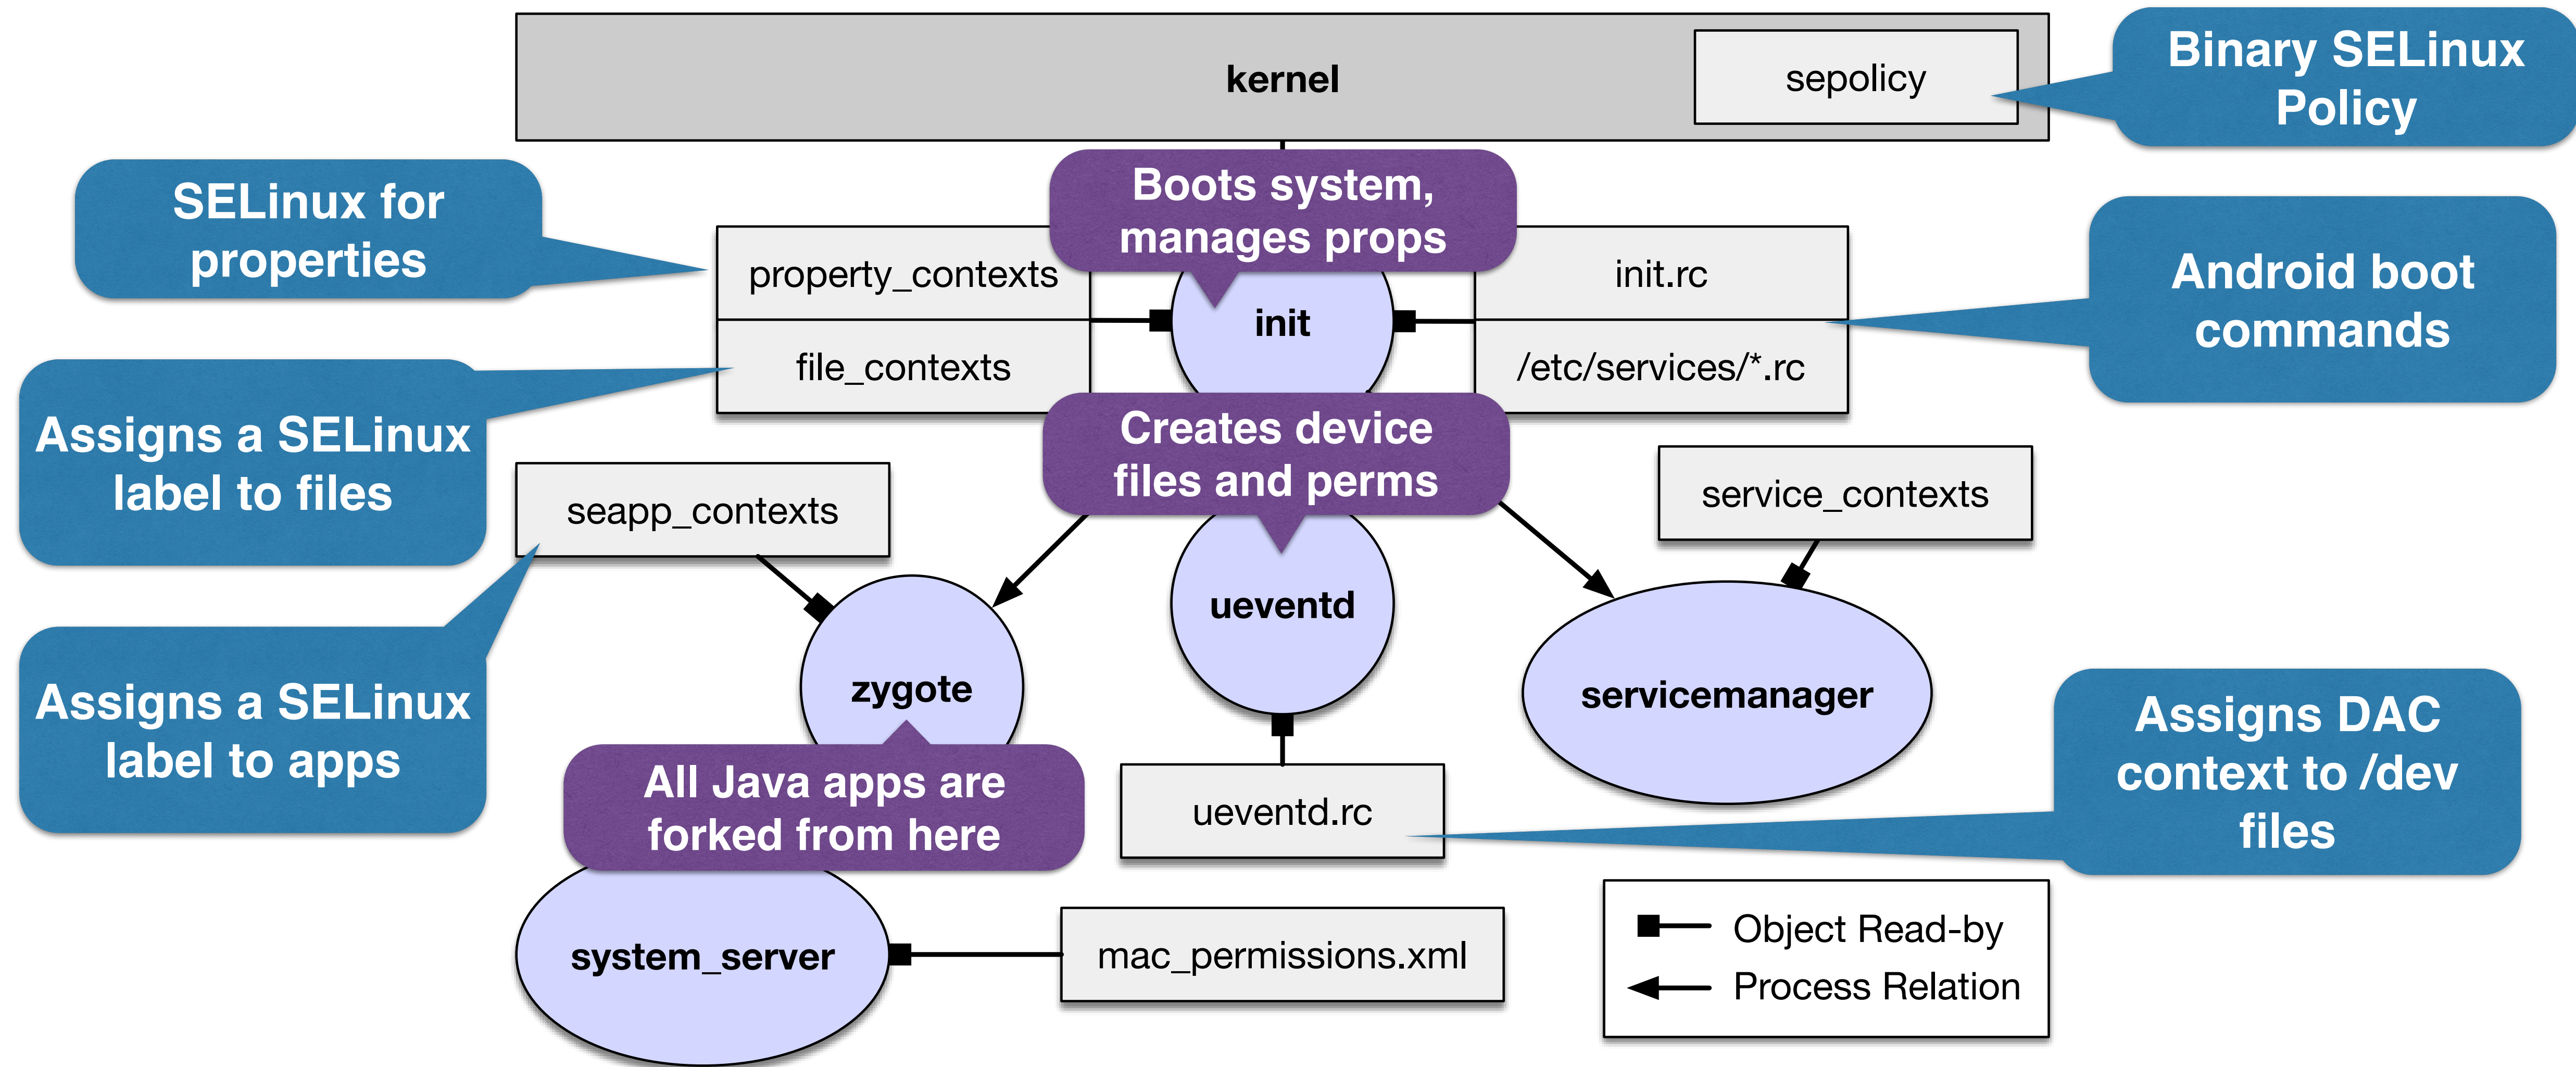 kernel
sepolicy
Binary SELinux
Policy
SELinux for
properties
Boots system,
manages props
property_contexts
file_contexts
init
init.rc
/etc/services/*.rc
Android boot
commands
Assigns a SELinux
label to files
Creates device
files and perms
seapp_contexts
service_contexts
ueventd
zygote
servicemanager
Assigns a SELinux
label to apps
All Java apps are
forked from here
ueventd.rc
Assigns DAC
context to /dev
files
system_server
mac_permissions.xml
Object Read-by
Process Relation